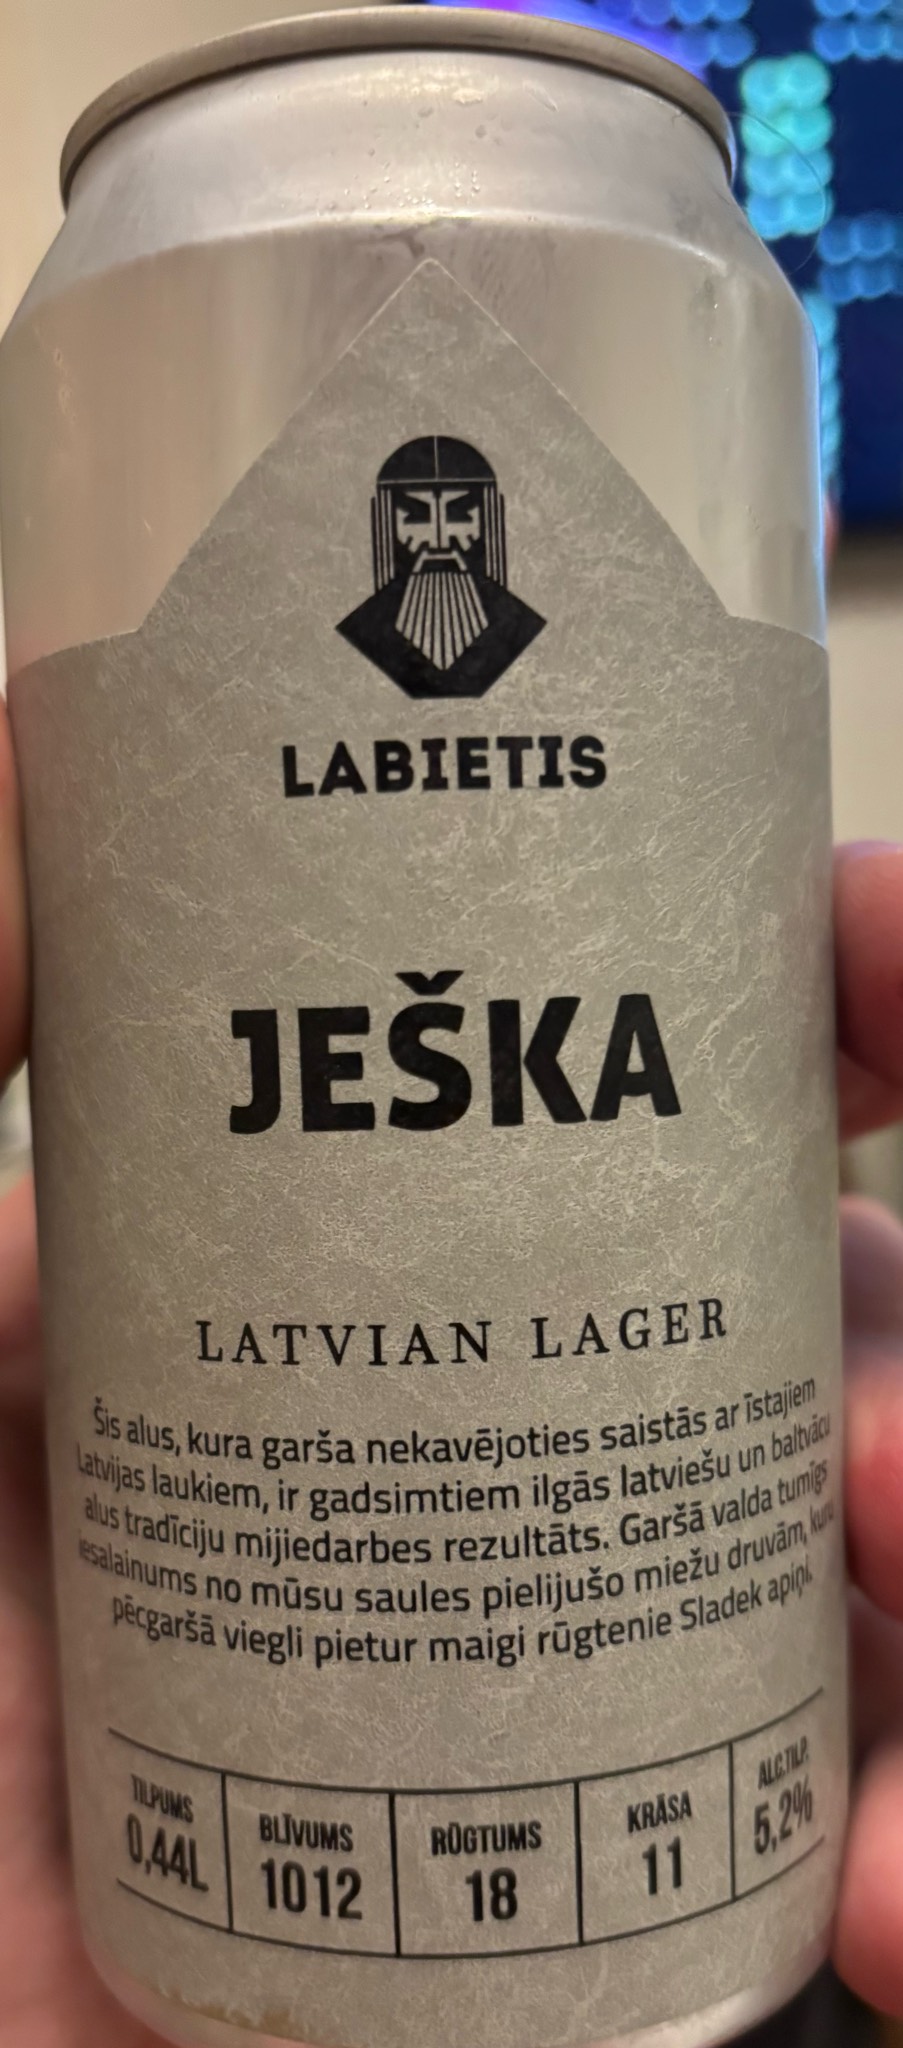 LABIETIS
JEŠKA
LATVIAN LAGER
Šis alus, kura garša nekavējoties saistās ar īstajiem
Latvijas laukiem, ir gadsimtiem ilgās latviešu un baltvācu
alus tradīciju mijiedarbes rezultāts. Garšā valda tumīgs
iesalainums no mūsu saules pielijušo miežu druvām, kuru
pēcgaršā viegli pietur maigi rūgtenie Sladek apiņi.
TILPUMS BLĪVUMS RŪGTUMS KRĀSA ALC.TILP.
0,44L 1012 18 11 5,2%